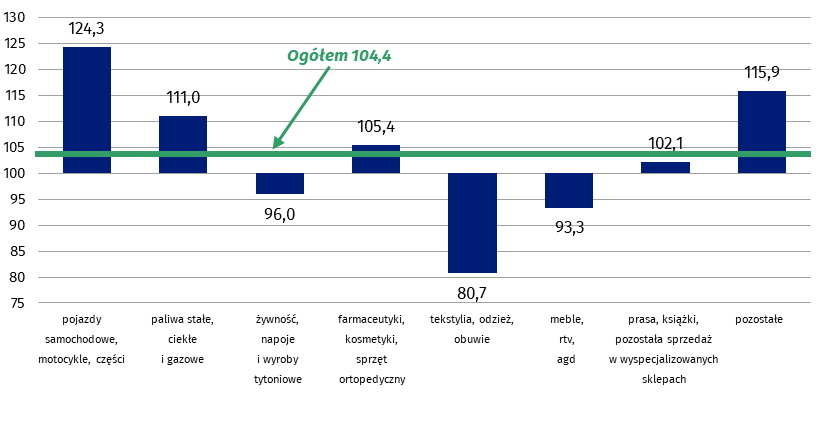 130
125
120
115
110
105
100
95
90
85
80
75
124,3
111,0
96,0
105,4
80,7
93,3
102,1
115,9
Ogółem 104,4
pojazdy
samochodowe,
motocykle, części
paliwa stałe,
ciekłe
i gazowe
żywność,
napoje
i wyroby
tytoniowe
farmaceutyki,
kosmetyki,
sprzęt
ortopedyczny
tekstylia, odzież,
obuwie
meble,
rtv,
agd
prasa, książki,
pozostała sprzedaż
w wyspecjalizowanych
sklepach
pozostałe